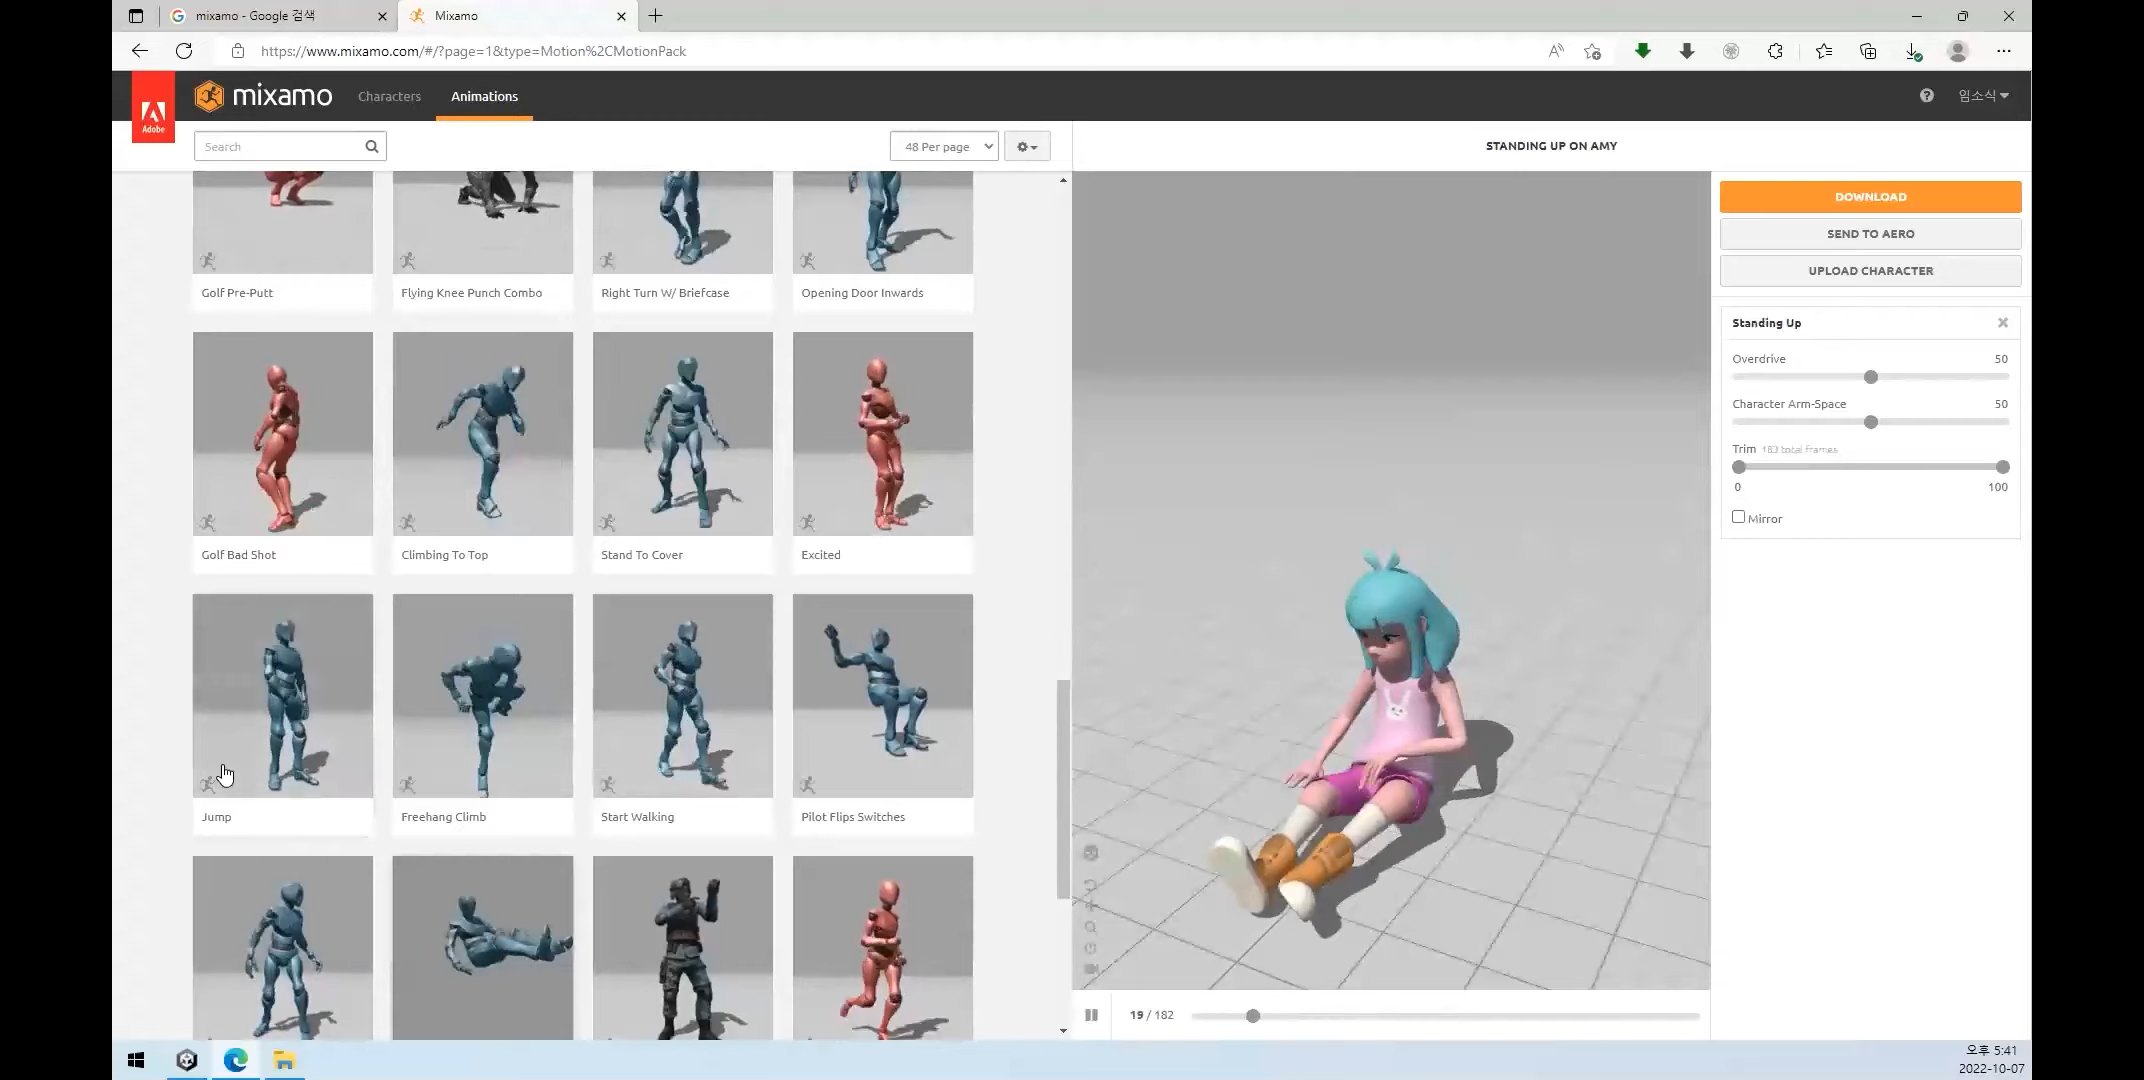 mixamo - Google 검색
Mixamo
https://www.mixamo.com/#/?page=1&type=Motion%2CMotionPack
Adobe
mixamo
Characters
Animations
임소식
Search
48 Per page
STANDING UP ON AMY
Golf Pre-Putt
Flying Knee Punch Combo
Right Turn W/ Briefcase
Opening Door Inwards
Golf Bad Shot
Climbing To Top
Stand To Cover
Excited
Jump
Freehang Climb
Start Walking
Pilot Flips Switches
DOWNLOAD
SEND TO AERO
UPLOAD CHARACTER
Standing Up
Overdrive 50
Character Arm-Space 50
Trim 183 total frames
0 100
Mirror
19 / 182
오후 5:41
2022-10-07